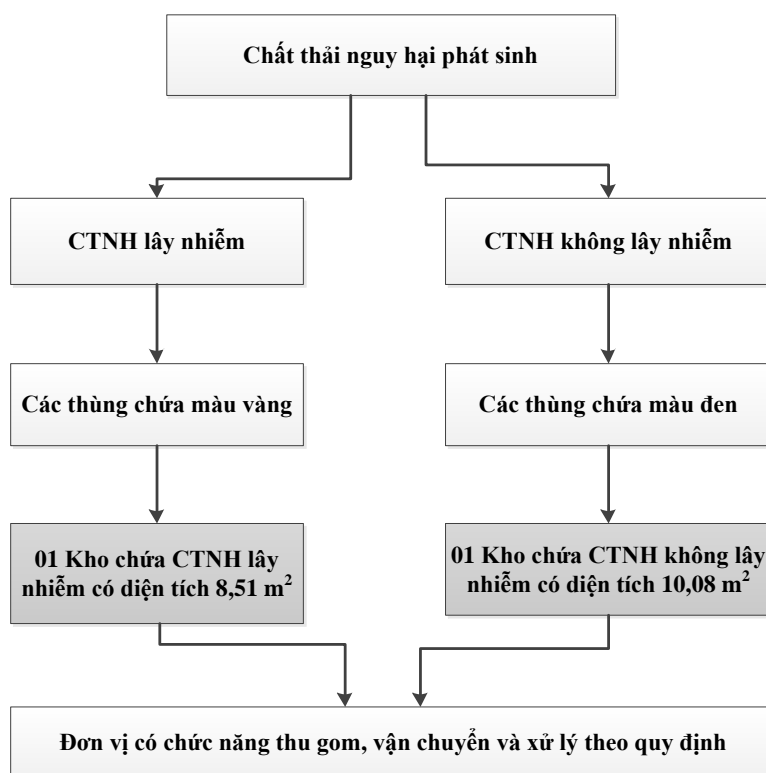 Chất thải nguy hại phát sinh
CTNH lây nhiễm
CTNH không lây nhiễm
Các thùng chứa màu vàng
Các thùng chứa màu đen
01 Kho chứa CTNH lây
nhiễm có diện tích 8,51 m²
01 Kho chứa CTNH không lây
nhiễm có diện tích 10,08 m²
Đơn vị có chức năng thu gom, vận chuyển và xử lý theo quy định